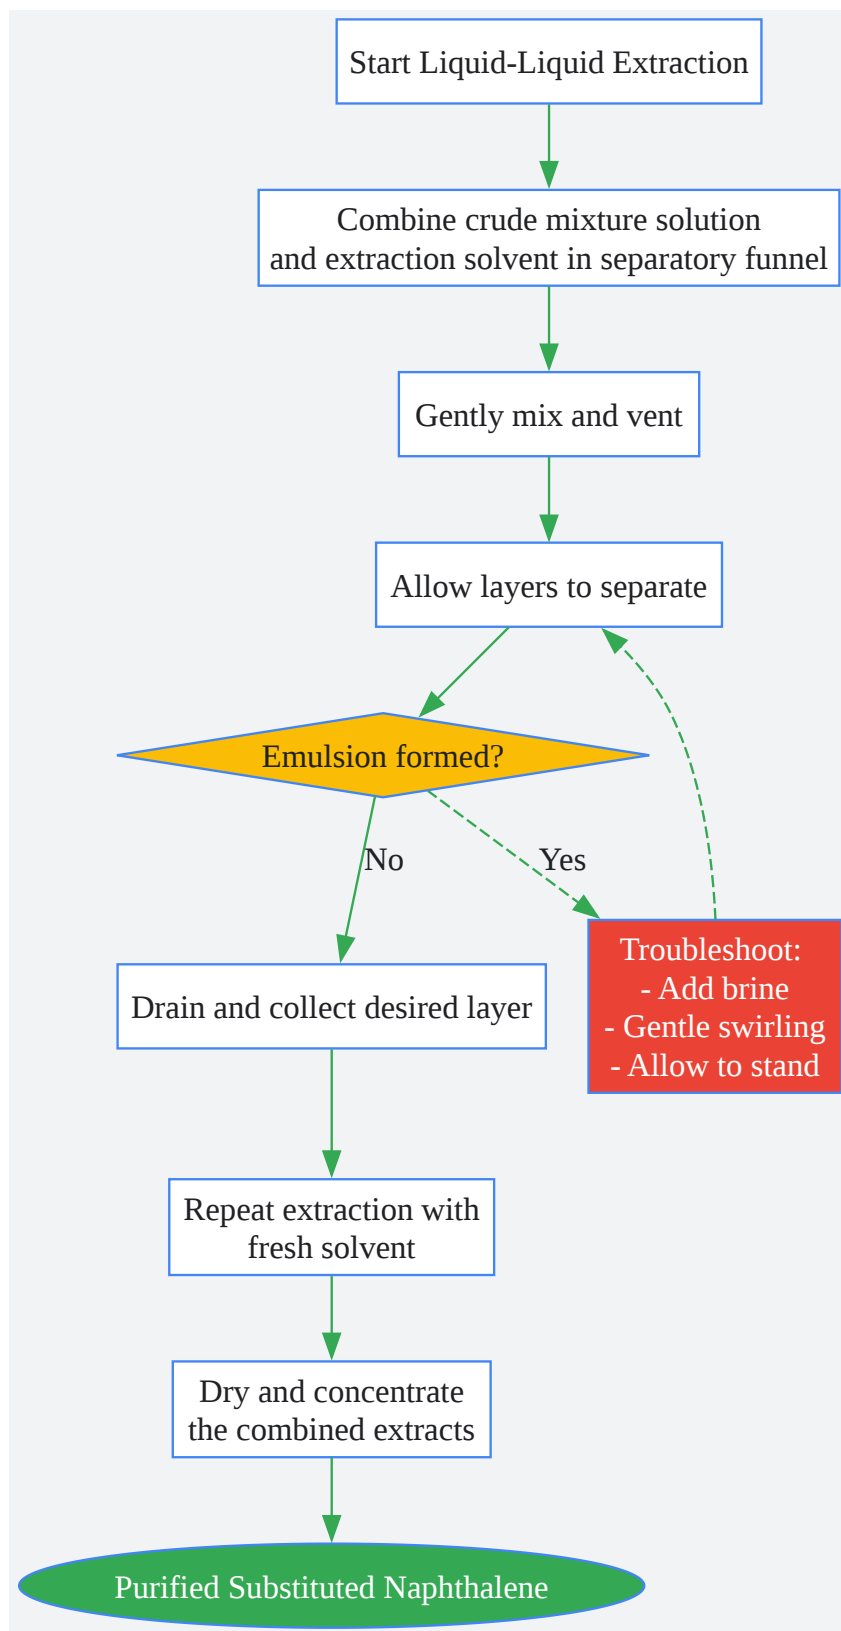 Start Liquid-Liquid Extraction
Combine crude mixture solution
and extraction solvent in separatory funnel
Gently mix and vent
Allow layers to separate
Emulsion formed?
No
Yes
Troubleshoot:
- Add brine
- Gentle swirling
- Allow to stand
Drain and collect desired layer
Repeat extraction with
fresh solvent
Dry and concentrate
the combined extracts
Purified Substituted Naphthalene